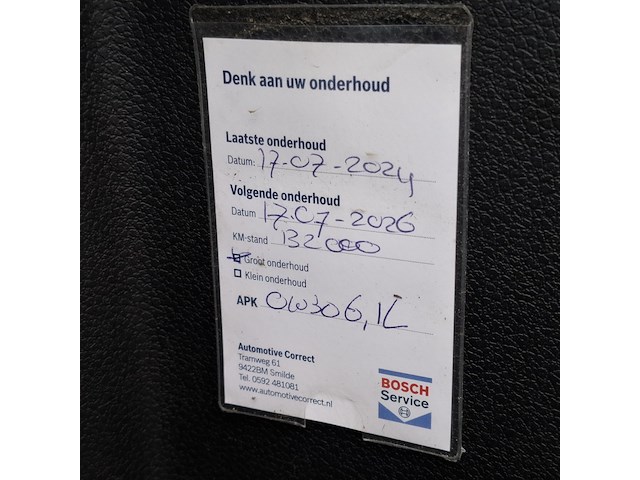 Denk aan uw onderhoud
Laatste onderhoud
Datum: 17-07-2024
Volgende onderhoud
Datum 17-07-2026
KM-stand 132000
Groot onderhoud
Klein onderhoud
APK
Automotive Correct
Tramweg 61
9422BM Smilde
Tel. 0592 481081
www.automotivecorrect.nl
BOSCH
Service